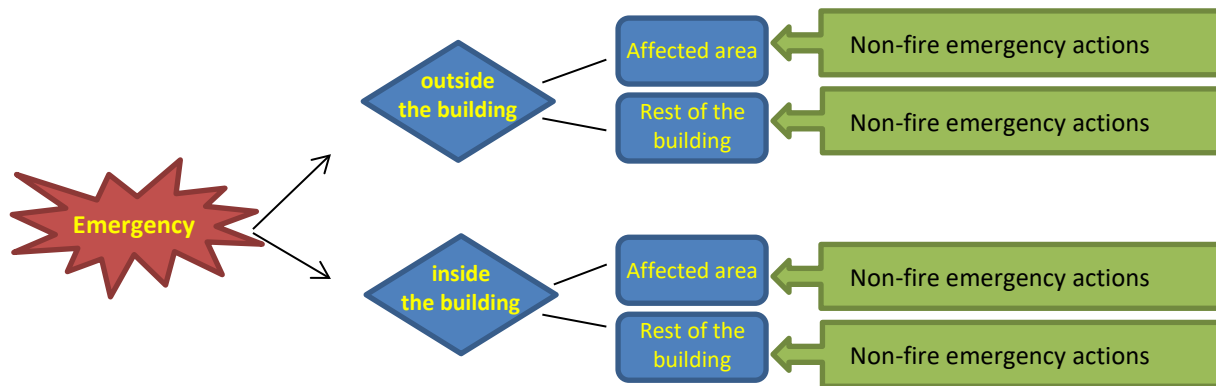 Affected area
Non-fire emergency actions
outside
the building
Rest of the
building
Non-fire emergency actions
Emergency
Affected area
Non-fire emergency actions
inside
the building
Rest of the
building
Non-fire emergency actions